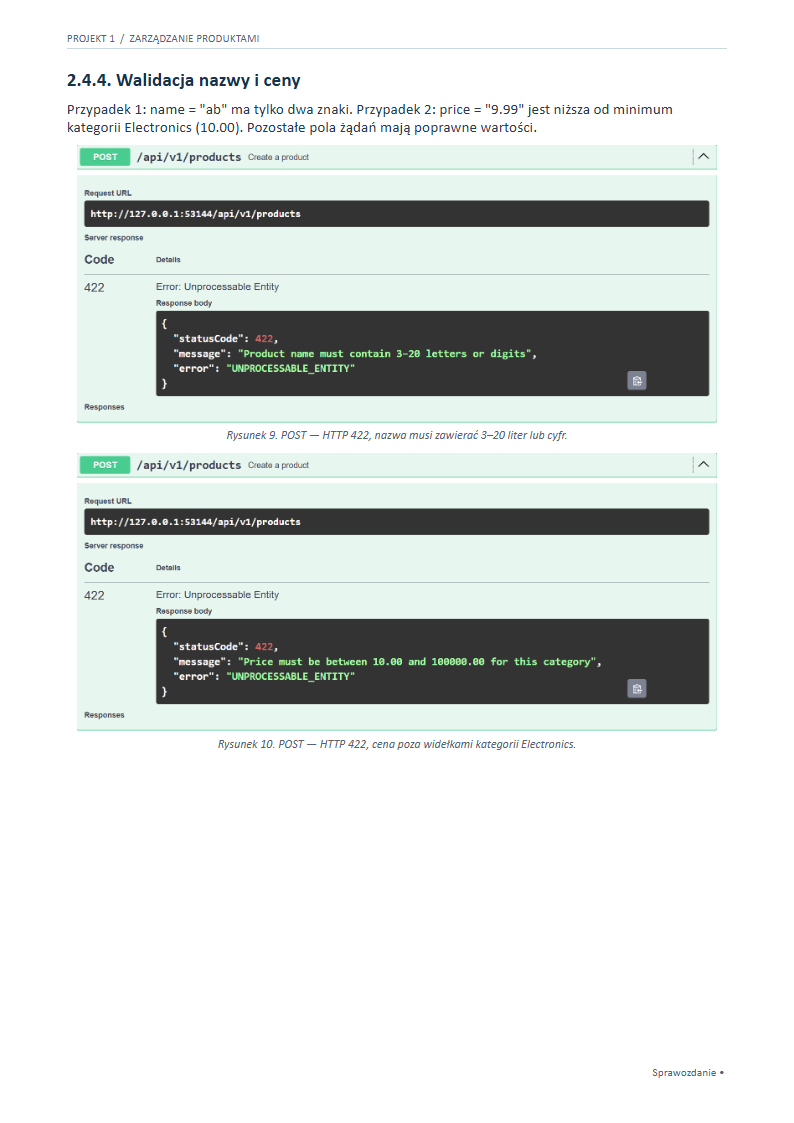 PROJEKT 1 / ZARZĄDZANIE PRODUKTAMI
2.4.4. Walidacja nazwy i ceny
Przypadek 1: name = "ab" ma tylko dwa znaki. Przypadek 2: price = "9.99" jest niższa od minimum
kategorii Electronics (10.00). Pozostałe pola żądań mają poprawne wartości.
POST /api/v1/products Create a product
Request URL
http://127.0.0.1:53144/api/v1/products
Server response
Code Details
422 Error: Unprocessable Entity
Response body
{
"statusCode": 422,
"message": "Product name must contain 3-20 letters or digits",
"error": "UNPROCESSABLE_ENTITY"
}
Responses
Rysunek 9. POST — HTTP 422, nazwa musi zawierać 3–20 liter lub cyfr.
POST /api/v1/products Create a product
Request URL
http://127.0.0.1:53144/api/v1/products
Server response
Code Details
422 Error: Unprocessable Entity
Response body
{
"statusCode": 422,
"message": "Price must be between 10.00 and 100000.00 for this category",
"error": "UNPROCESSABLE_ENTITY"
}
Responses
Rysunek 10. POST — HTTP 422, cena poza widełkami kategorii Electronics.
Sprawozdanie •